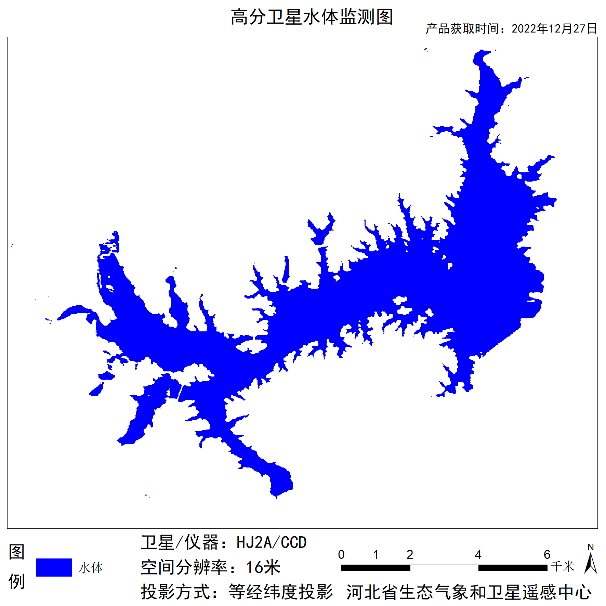 高分卫星水体监测图
产品获取时间：2022年12月27日
图例
水体
卫星/仪器：HJ2A/CCD
空间分辨率：16米
投影方式：等经纬度投影
0 1 2 4 6 千米
N
河北省生态气象和卫星遥感中心